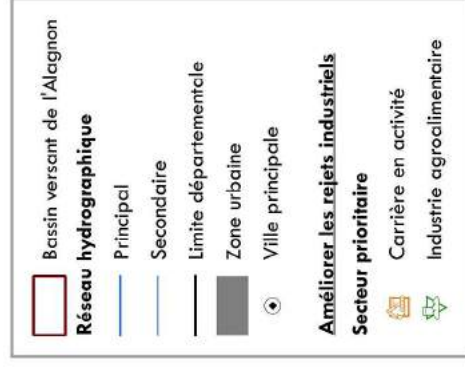 Bassin versant de l'Alagnon
Réseau hydrographique
Principal
Secondaire
Limite départementale
Zone urbaine
Ville principale
Améliorer les rejets industriels
Secteur prioritaire
Carrière en activité
Industrie agroalimentaire